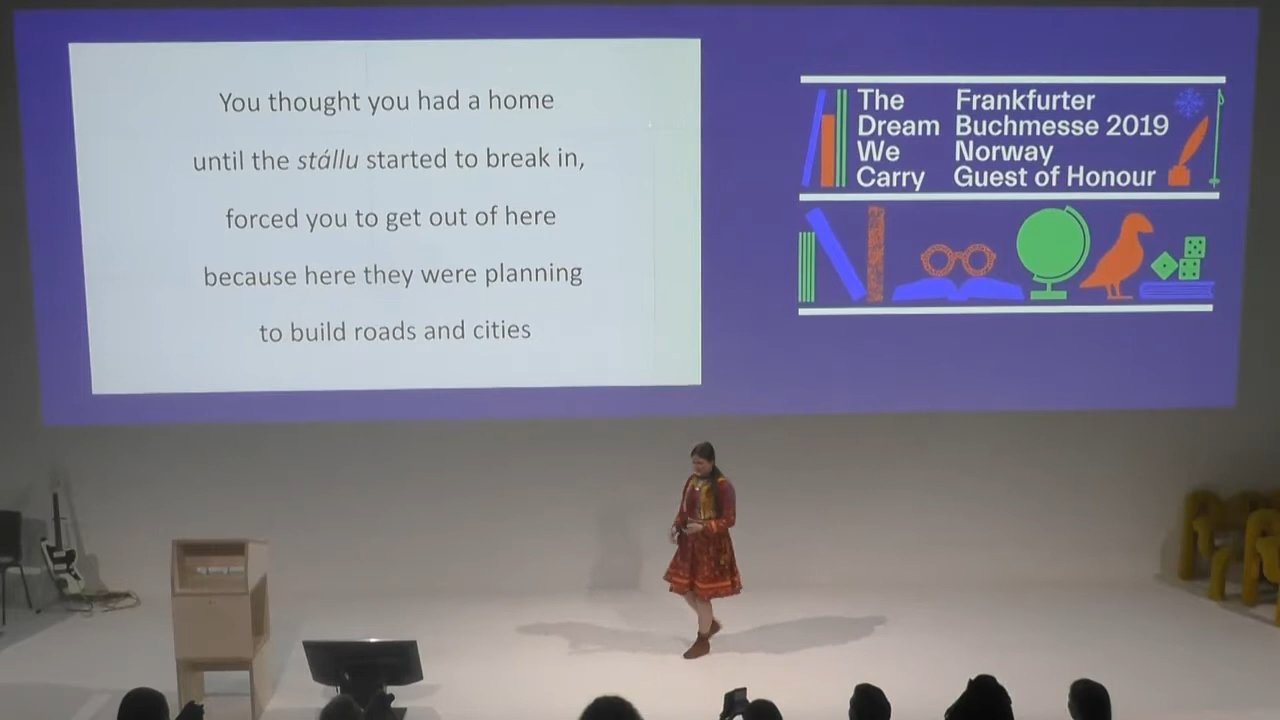 You thought you had a home
until the stállu started to break in,
forced you to get out of here
because here they were planning
to build roads and cities
The Dream We Carry
Frankfurter Buchmesse 2019 Norway Guest of Honour